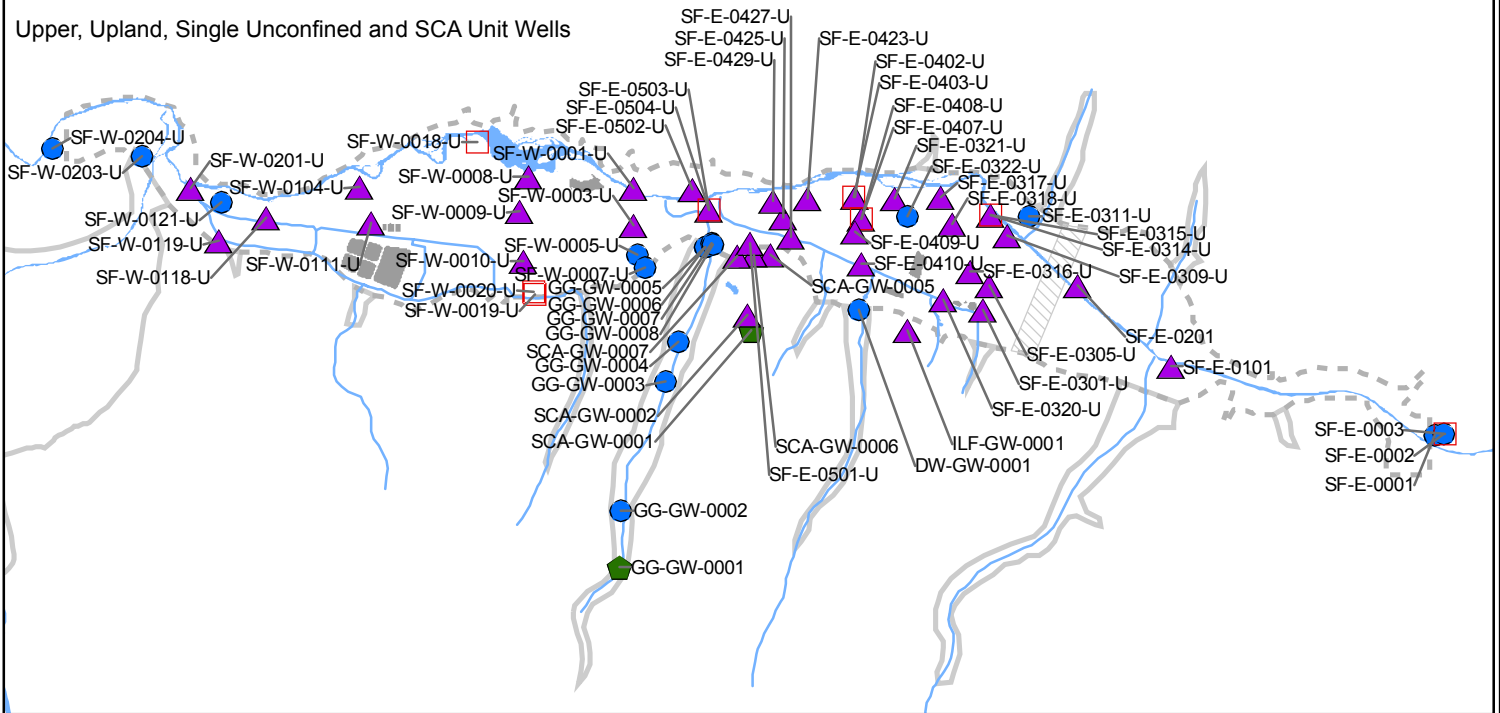 Upper, Upland, Single Unconfined and SCA Unit Wells
SF-E-0427-U
SF-E-0425-U
SF-E-0429-U
SF-E-0423-U
SF-E-0402-U
SF-E-0403-U
SF-E-0408-U
SF-E-0407-U
SF-E-0321-U
SF-E-0322-U
SF-E-0317-U
SF-E-0318-U
SF-E-0311-U
SF-E-0315-U
SF-E-0314-U
SF-E-0309-U
SF-E-0503-U
SF-E-0504-U
SF-E-0502-U
SF-W-0204-U
SF-W-0203-U
SF-W-0201-U
SF-W-0018-U
SF-W-0001-U
SF-W-0104-U
SF-W-0008-U
SF-W-0003-U
SF-W-0121-U
SF-W-0009-U
SF-W-0119-U
SF-W-0118-U
SF-W-0111-U
SF-W-0005-U
SF-W-0010-U
SF-W-0007-U
SF-W-0020-U
SF-W-0019-U
GG-GW-0005
GG-GW-0006
GG-GW-0007
GG-GW-0008
SCA-GW-0007
GG-GW-0004
GG-GW-0003
SCA-GW-0002
SCA-GW-0001
SF-E-0409-U
SF-E-0410-U
SF-E-0316-U
SCA-GW-0005
SF-E-0201
SF-E-0305-U
SF-E-0101
SF-E-0301-U
SF-E-0320-U
SCA-GW-0006
ILF-GW-0001
DW-GW-0001
SF-E-0501-U
SF-E-0003
SF-E-0002
SF-E-0001
GG-GW-0002
GG-GW-0001